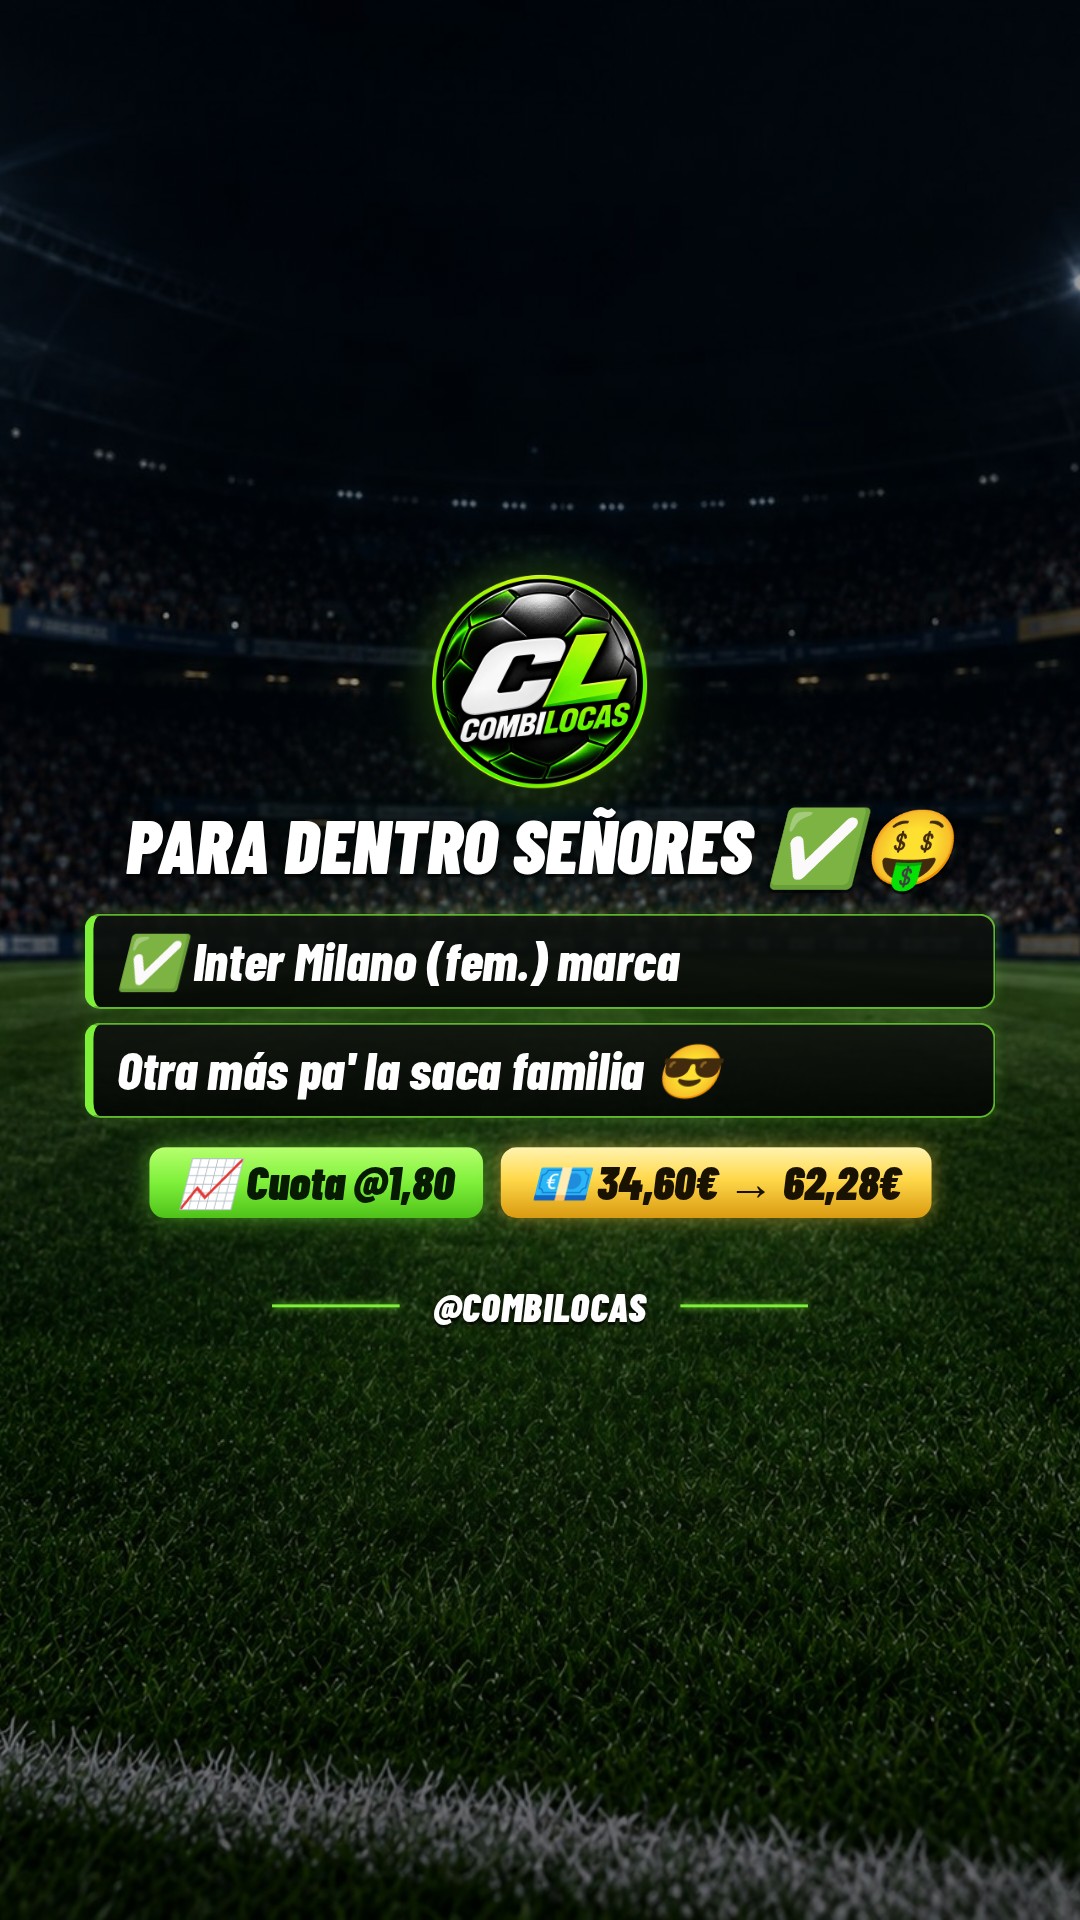 CL
COMBILOCAS
PARA DENTRO SEÑORES ✅🤑
✅ Inter Milano (fem.) marca
Otra más pa' la saca familia 😎
📈 Cuota @1,80
💶 34,60€ → 62,28€
@COMBILOCAS